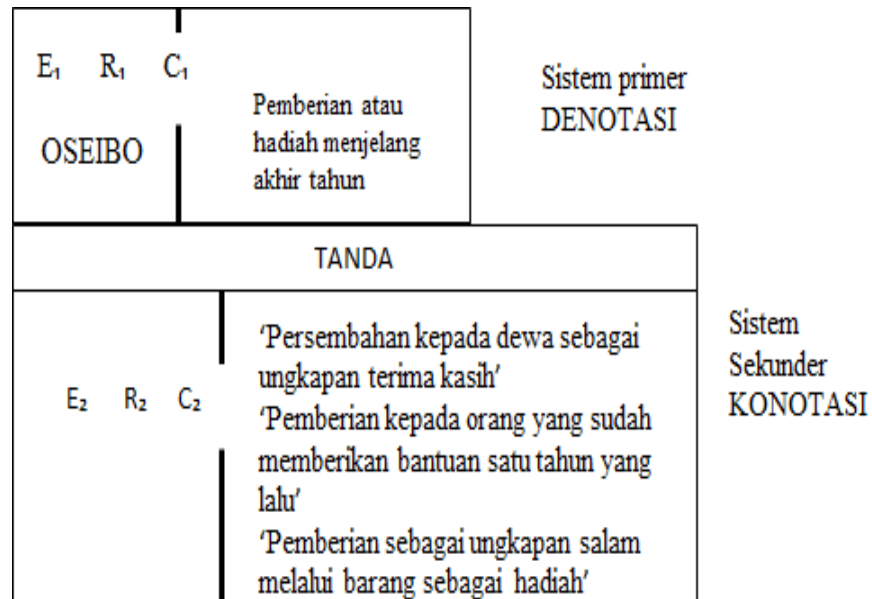 E₁ R₁ C₁
OSEIBO
Pemberian atau
hadiah menjelang
akhir tahun
Sistem primer
DENOTASI
TANDA
E₂ R₂ C₂
‘Persembahan kepada dewa sebagai
ungkapan terima kasih’
‘Pemberian kepada orang yang sudah
memberikan bantuan satu tahun yang
lalu’
‘Pemberian sebagai ungkapan salam
melalui barang sebagai hadiah’
Sistem
Sekunder
KONOTASI